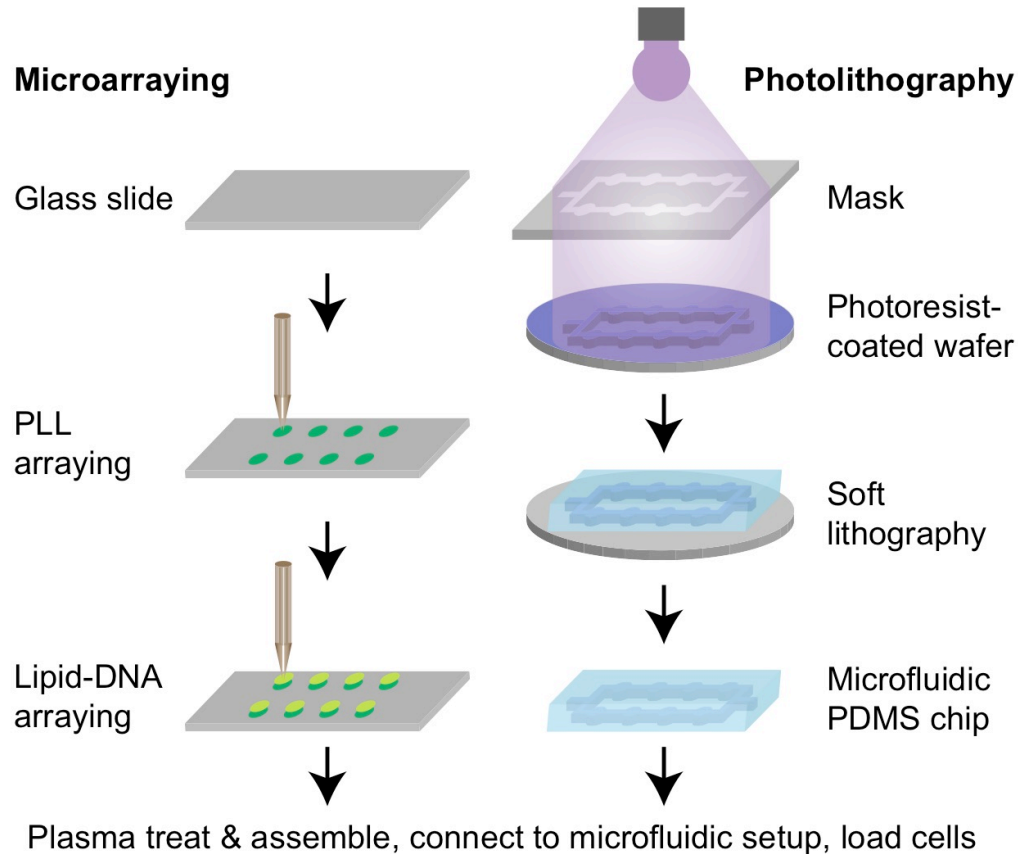 Microarraying
Photolithography
Glass slide
Mask
Photoresist-
coated wafer
PLL
arraying
Soft
lithography
Lipid-DNA
arraying
Microfluidic
PDMS chip
Plasma treat & assemble, connect to microfluidic setup, load cells